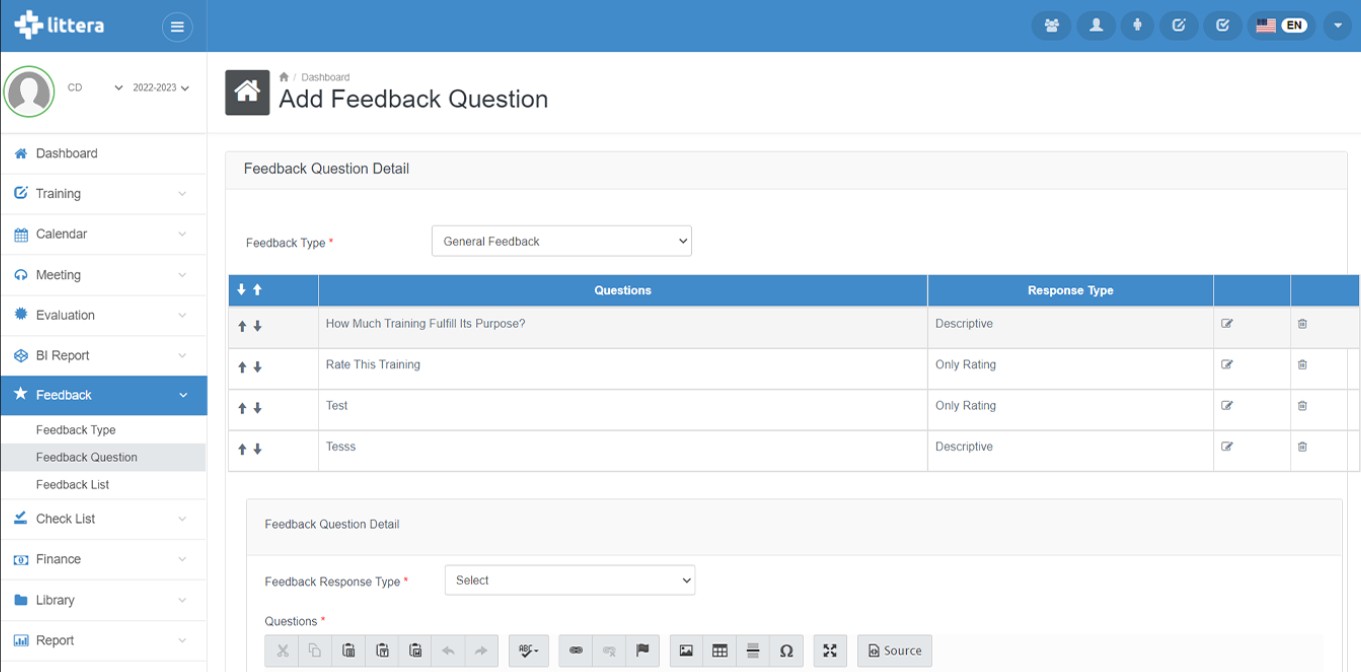 littera
EN
CD
2022-2023
/ Dashboard
Add Feedback Question
Dashboard
Training
Calendar
Meeting
Evaluation
BI Report
Feedback
Feedback Type
Feedback Question
Feedback List
Check List
Finance
Library
Report
Feedback Question Detail
Feedback Type *
General Feedback
Questions
Response Type
How Much Training Fulfill Its Purpose?
Descriptive
Rate This Training
Only Rating
Test
Only Rating
Tesss
Descriptive
Feedback Question Detail
Feedback Response Type *
Select
Questions *
ABC
Ω
Source